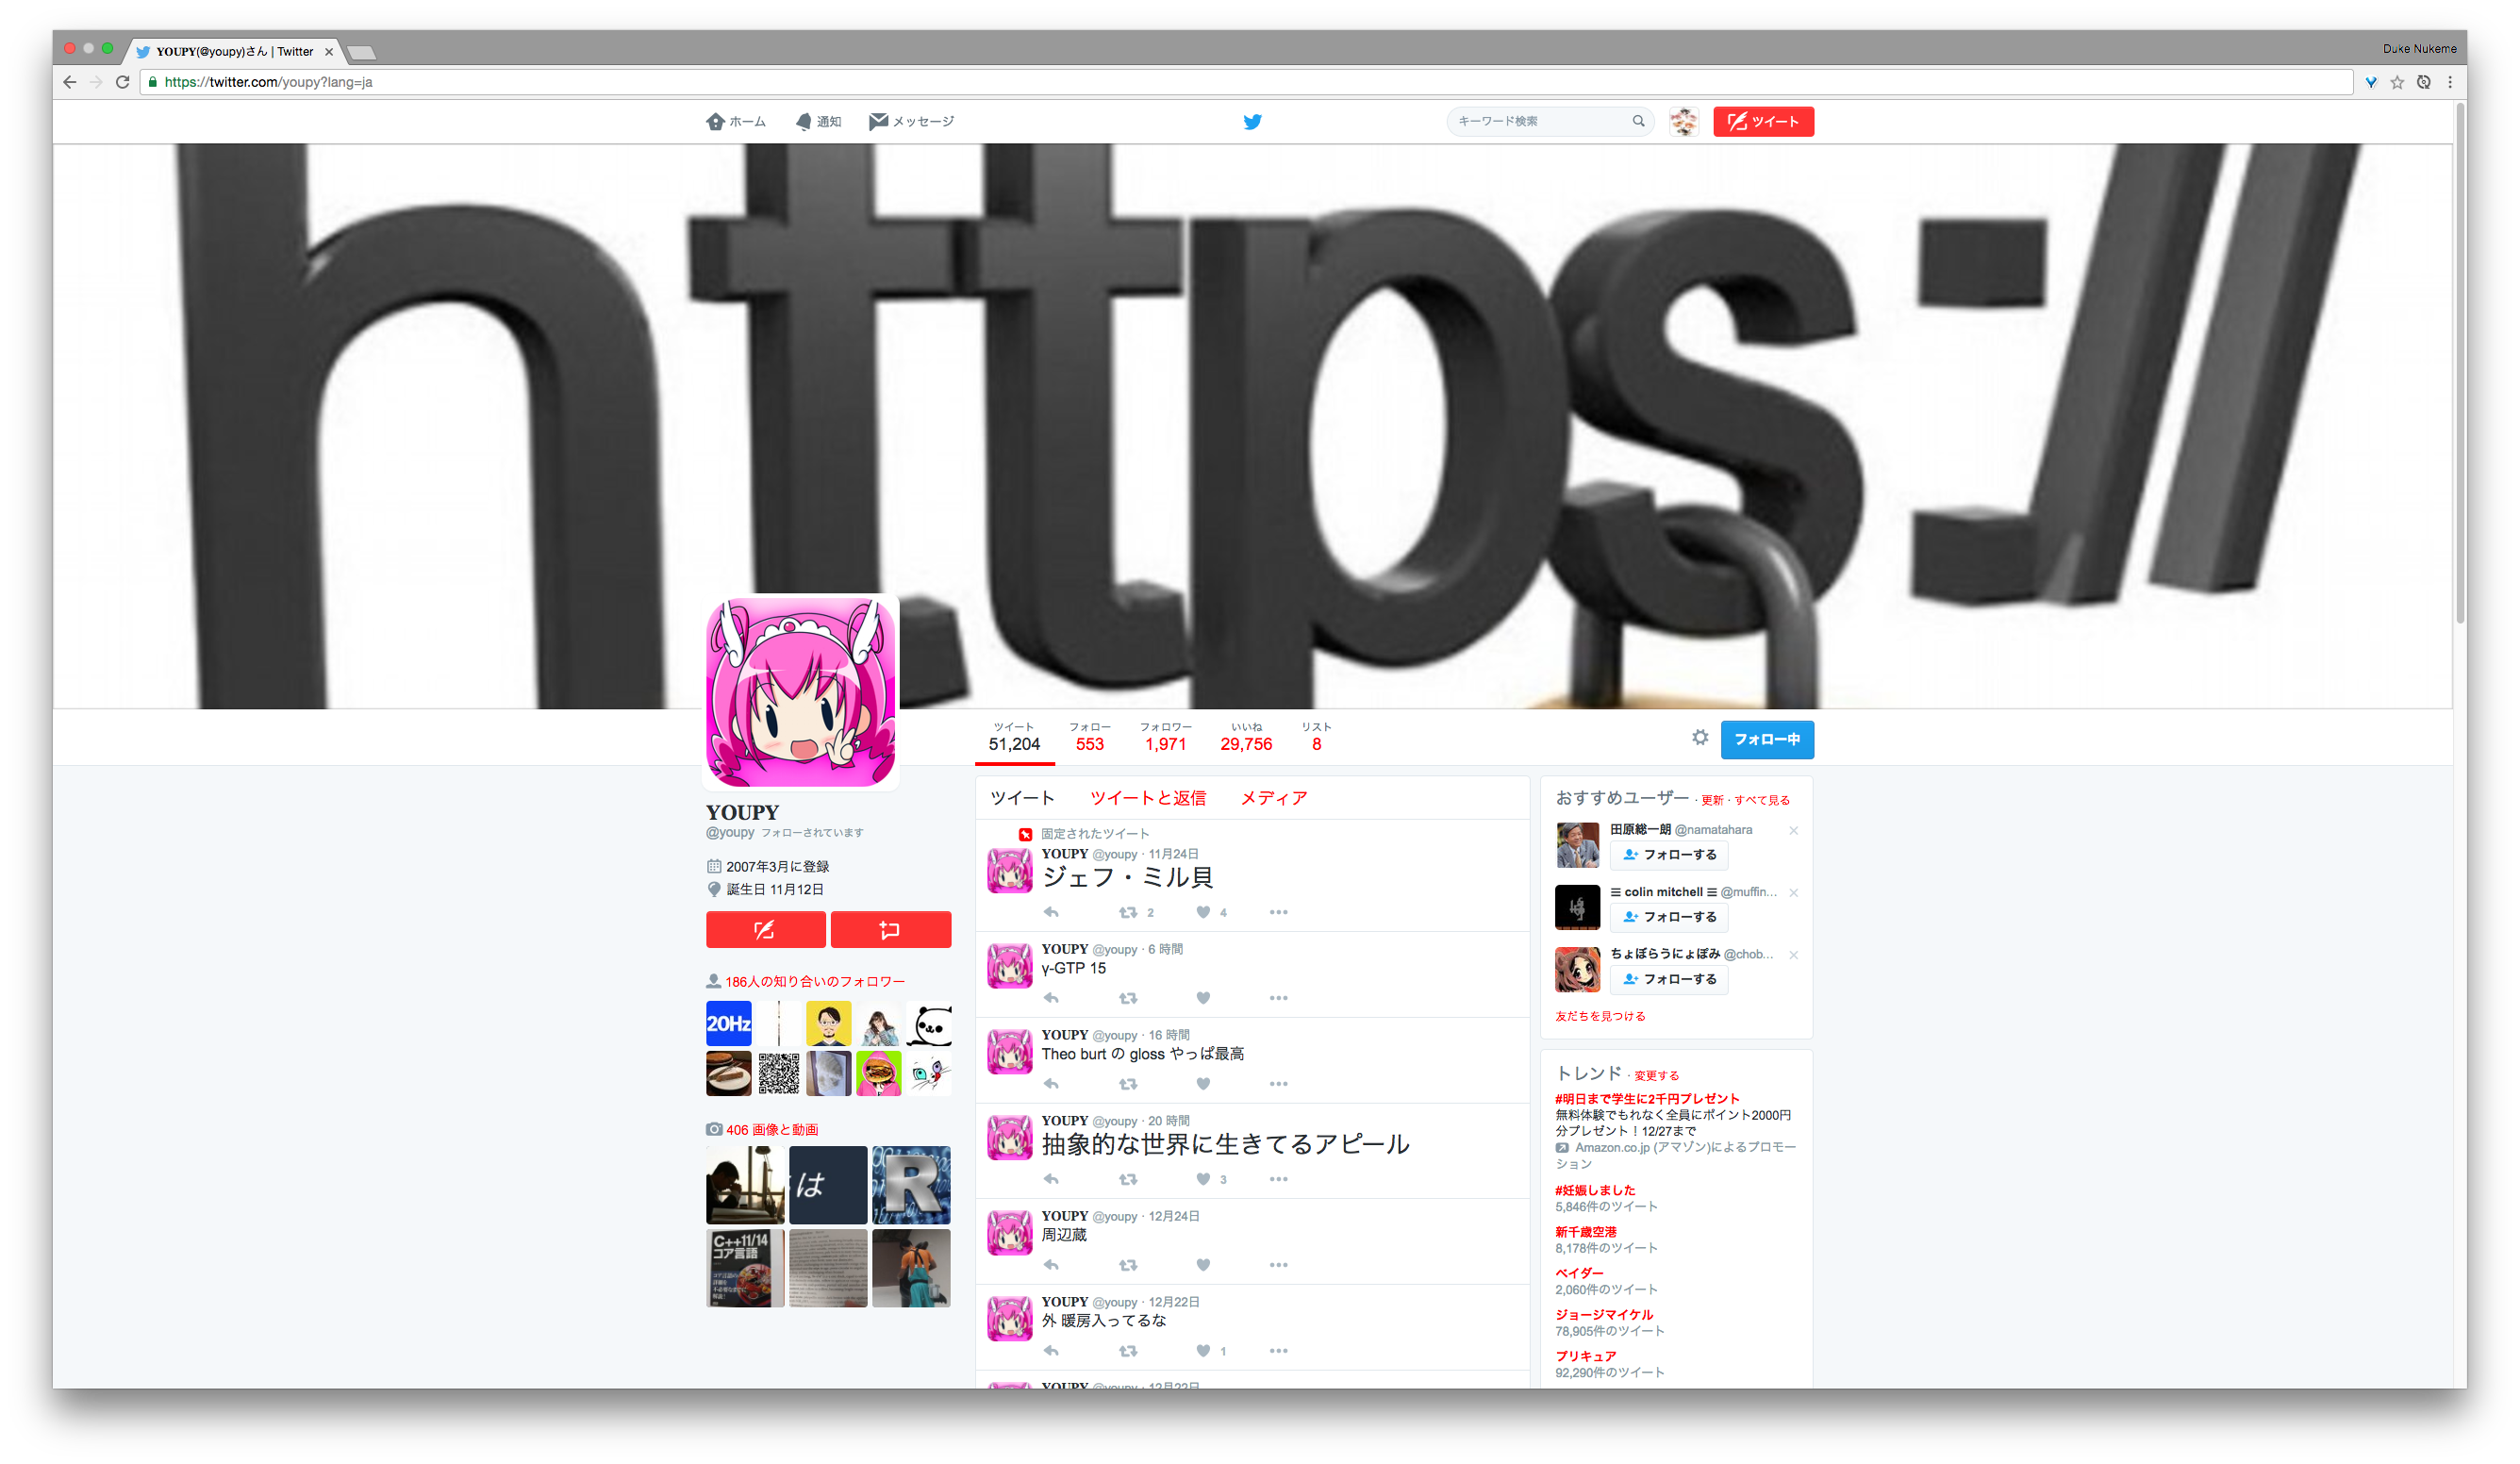 YOUPY(@youpy)さん | Twitter
Duke Nukeme
https://twitter.com/youpy?lang=ja
ホーム
通知
メッセージ
キーワード検索
ツイート
https://
ツイート
51,204
フォロー
553
フォロワー
1,971
いいね
29,756
リスト
8
フォロー中
YOUPY
@youpy フォローされています
2007年3月に登録
誕生日 11月12日
186人の知り合いのフォロワー
20Hz
406 画像と動画
は
R
C++11/14
コア言語
ツイート
ツイートと返信
メディア
固定されたツイート
YOUPY @youpy · 11月24日
ジェフ・ミル貝
2
4
YOUPY @youpy · 6 時間
γ-GTP 15
YOUPY @youpy · 16 時間
Theo burt の gloss やっぱ最高
YOUPY @youpy · 20 時間
抽象的な世界に生きてるアピール
3
YOUPY @youpy · 12月24日
周辺蔵
YOUPY @youpy · 12月22日
外 暖房入ってるな
1
YOUPY @youpy · 12月22日
おすすめユーザー · 更新 · すべて見る
田原総一朗 @namatahara
フォローする
☰ colin mitchell ☰ @muffin...
フォローする
ちょぼらうにょぽみ @chob...
フォローする
友だちを見つける
トレンド · 変更する
#明日まで学生に2千円プレゼント
無料体験でもれなく全員にポイント2000円
分プレゼント！12/27まで
Amazon.co.jp (アマゾン)によるプロモー
ション
#妊娠しました
5,846件のツイート
新千歳空港
8,178件のツイート
ベイダー
2,060件のツイート
ジョージマイケル
78,905件のツイート
プリキュア
92,290件のツイート